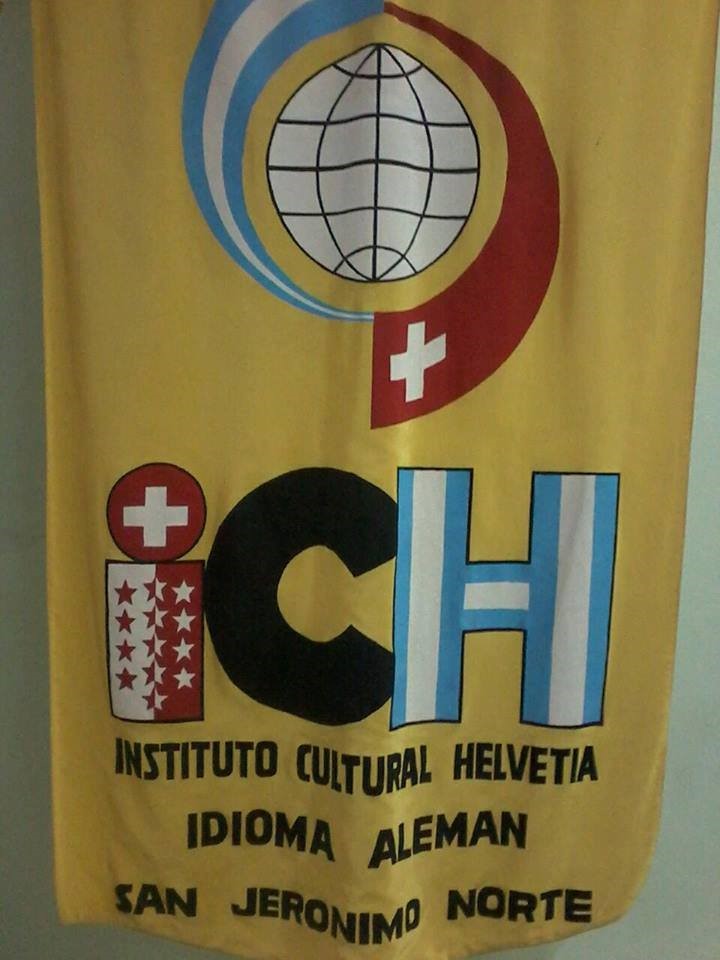 iCH
INSTITUTO CULTURAL HELVETIA
IDIOMA ALEMAN
SAN JERONIMO NORTE